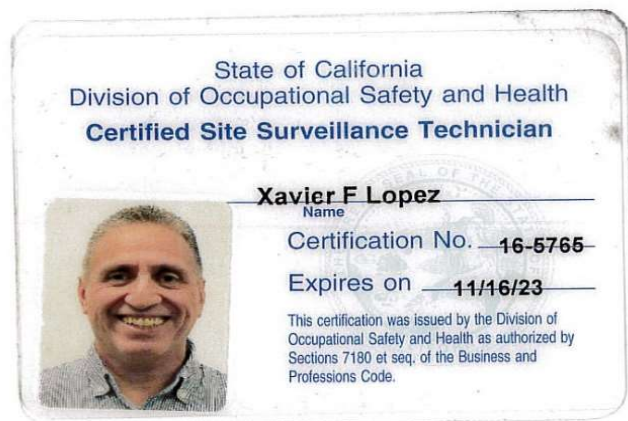 State of California
Division of Occupational Safety and Health
Certified Site Surveillance Technician
Xavier F Lopez
Name
Certification No. 16-5765
Expires on 11/16/23
This certification was issued by the Division of
Occupational Safety and Health as authorized by
Sections 7180 et seq. of the Business and
Professions Code.